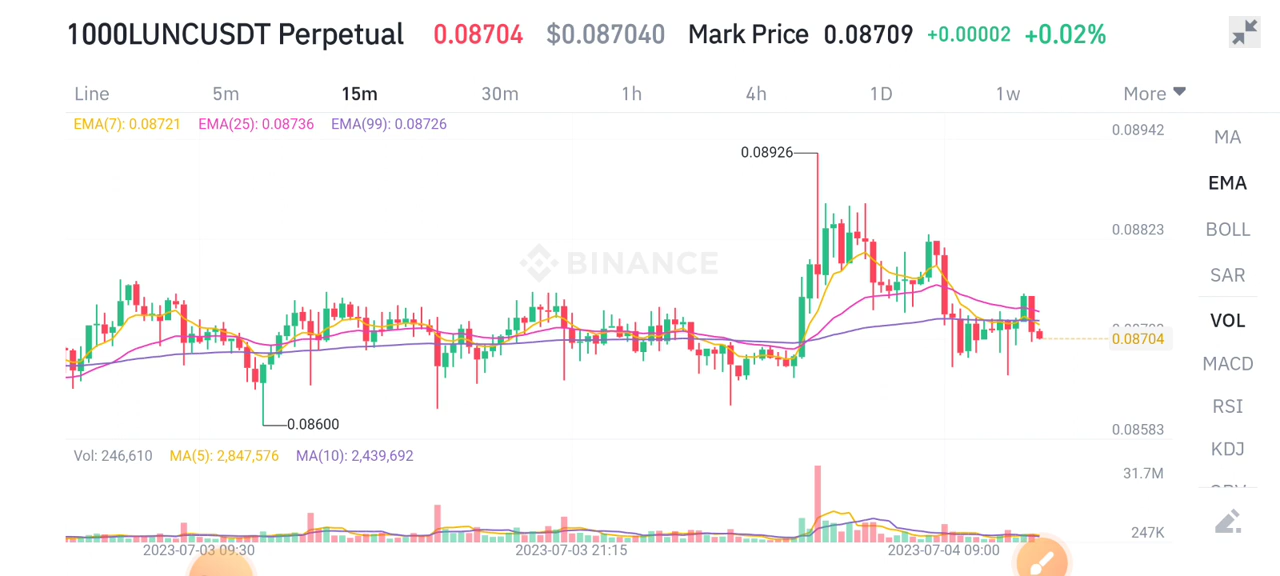 1000LUNCUSDT Perpetual 0.08704 $0.087040 Mark Price 0.08709 +0.00002 +0.02%
Line 5m 15m 30m 1h 4h 1D 1w More
EMA(7): 0.08721 EMA(25): 0.08736 EMA(99): 0.08726
0.08942
MA
0.08926
EMA
0.08823
BOLL
BINANCE
SAR
VOL
0.08704
MACD
RSI
0.08600
0.08583
KDJ
Vol: 246,610 MA(5): 2,847,576 MA(10): 2,439,692
31.7M
247K
2023-07-03 09:30 2023-07-03 21:15 2023-07-04 09:00